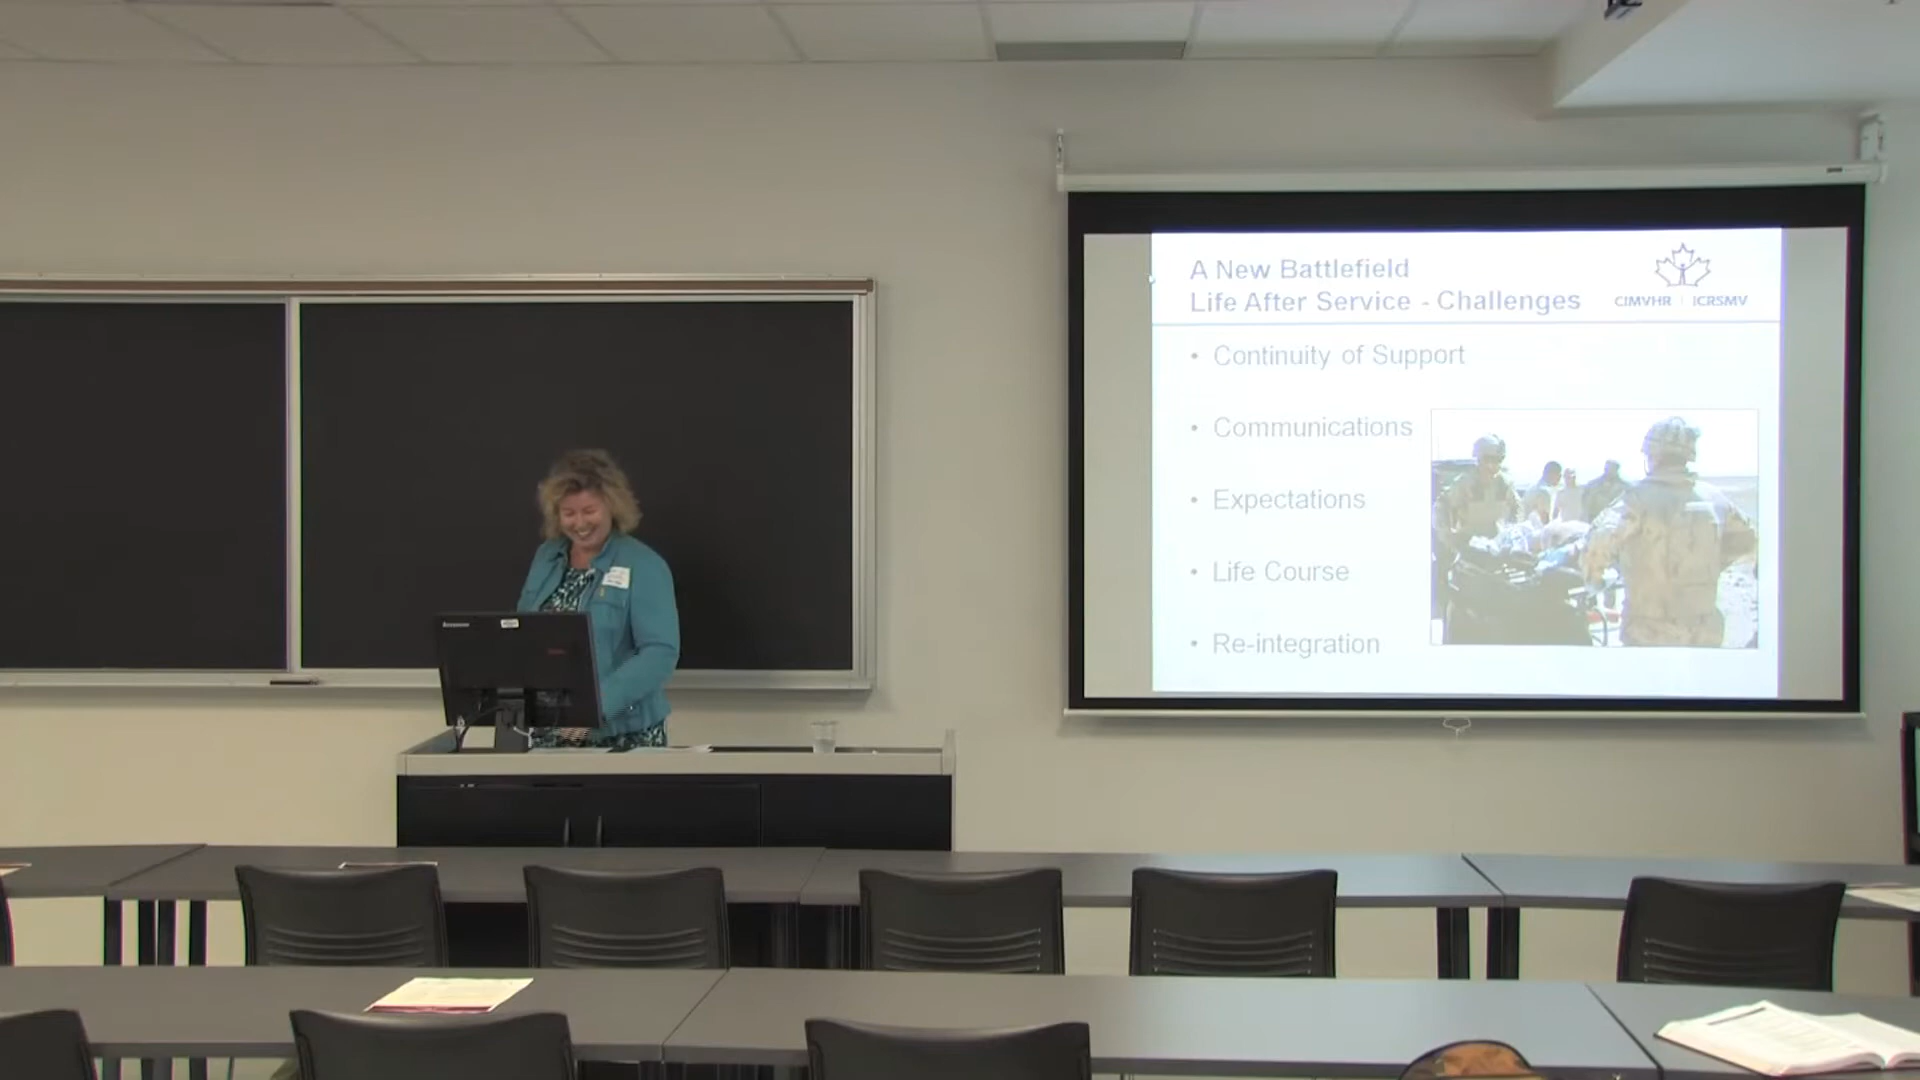 A New Battlefield
Life After Service - Challenges
CIMVHR | ICRSMV
• Continuity of Support
• Communications
• Expectations
• Life Course
• Re-integration
lenovo